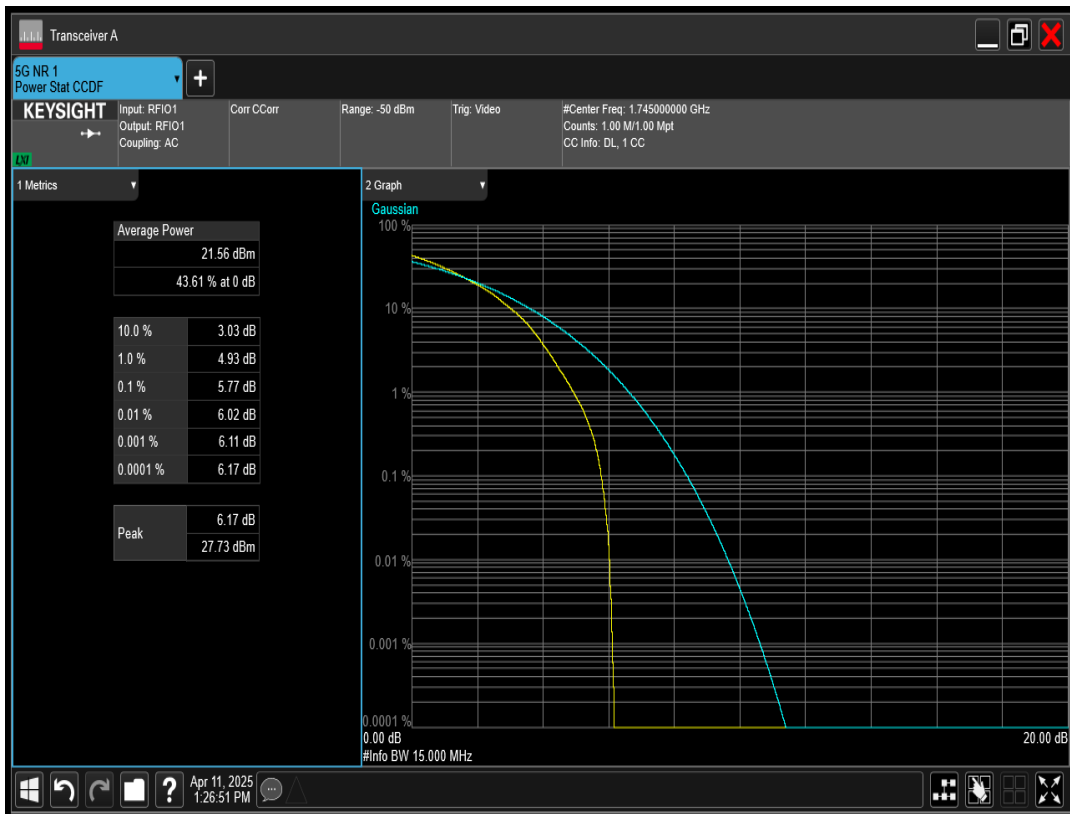 Transceiver A
5G NR 1
Power Stat CCDF
+
KEYSIGHT
LXI
Input: RFIO1
Output: RFIO1
Coupling: AC
Corr CCorr
Range: -50 dBm
Trig: Video
#Center Freq: 1.745000000 GHz
Counts: 1.00 M/1.00 Mpt
CC Info: DL, 1 CC
1 Metrics
Average Power
21.56 dBm
43.61 % at 0 dB
10.0 % 3.03 dB
1.0 % 4.93 dB
0.1 % 5.77 dB
0.01 % 6.02 dB
0.001 % 6.11 dB
0.0001 % 6.17 dB
Peak
6.17 dB
27.73 dBm
2 Graph
Gaussian
100 %
10 %
1 %
0.1 %
0.01 %
0.001 %
0.0001 %
0.00 dB 20.00 dB
#Info BW 15.000 MHz
?
Apr 11, 2025
1:26:51 PM